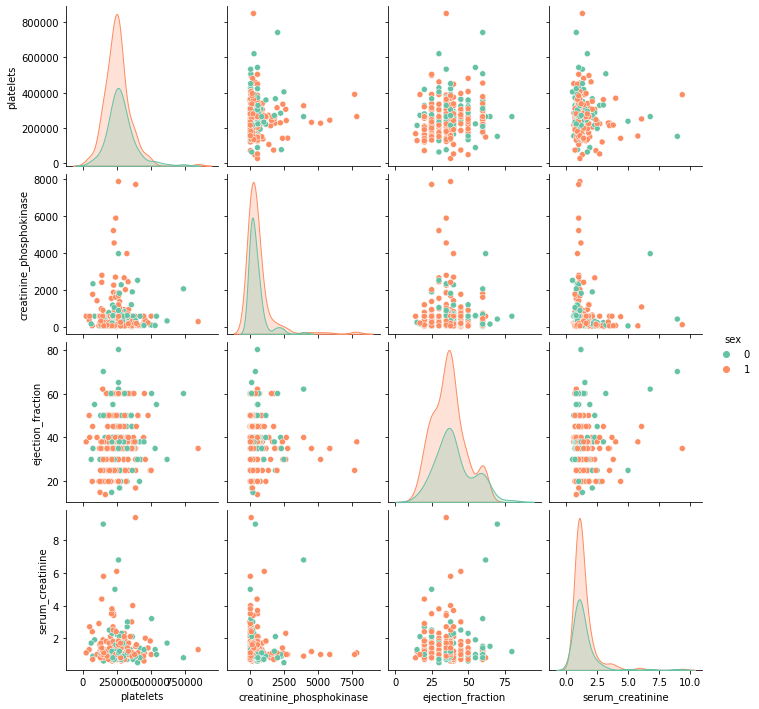 800000
600000
400000
200000
0
platelets
8000
6000
4000
2000
0
creatinine_phosphokinase
sex
0
1
80
60
40
20
ejection_fraction
8
6
4
2
serum_creatinine
0 250000 500000 750000
0 2500 5000 7500
0 25 50 75
0.0 2.5 5.0 7.5 10.0
platelets
creatinine_phosphokinase
ejection_fraction
serum_creatinine